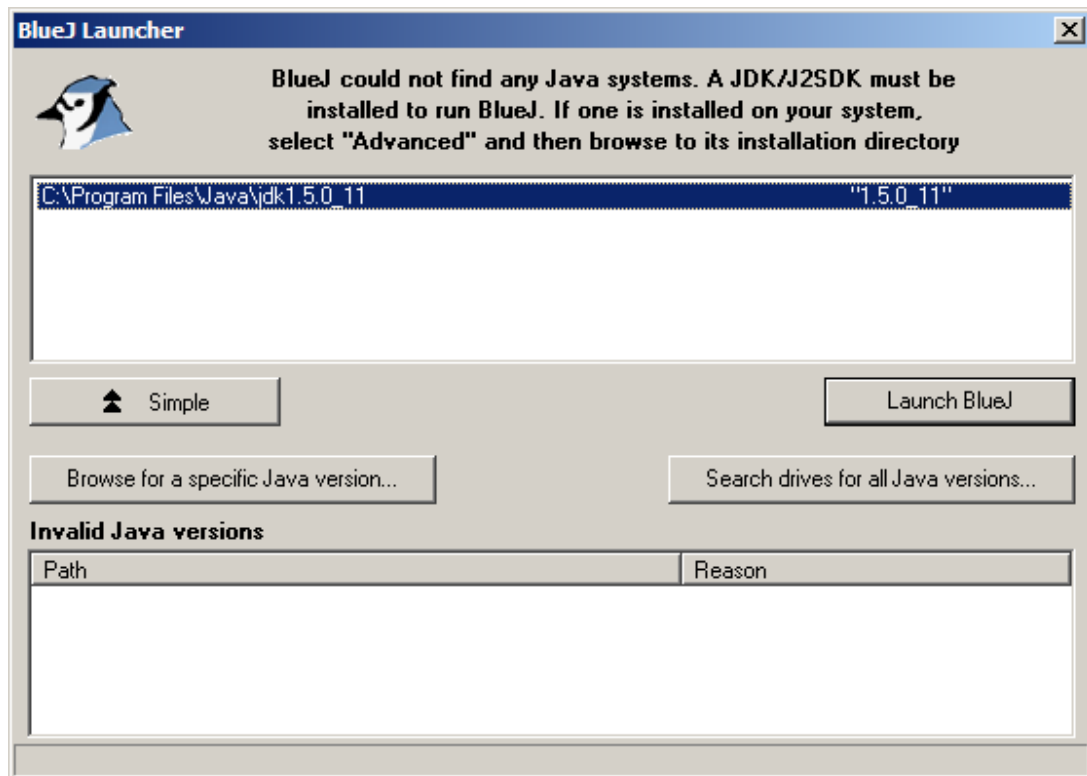 BlueJ Launcher
BlueJ could not find any Java systems. A JDK/J2SDK must be
installed to run BlueJ. If one is installed on your system,
select "Advanced" and then browse to its installation directory
C:\Program Files\Java\jdk1.5.0_11 "1.5.0_11"
Simple Launch BlueJ
Browse for a specific Java version... Search drives for all Java versions...
Invalid Java versions
Path Reason